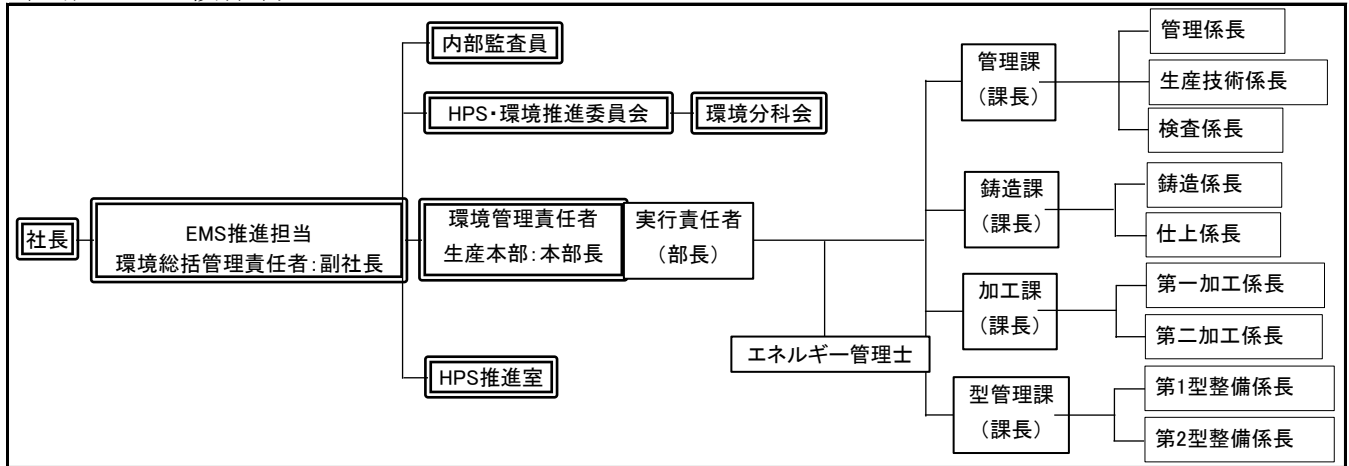 内部監査員
HPS・環境推進委員会
環境分科会
社長
EMS推進担当
環境総括管理責任者:副社長
環境管理責任者
生産本部:本部長
実行責任者
（部長）
HPS推進室
エネルギー管理士
管理課
（課長）
管理係長
生産技術係長
検査係長
鋳造課
（課長）
鋳造係長
仕上係長
加工課
（課長）
第一加工係長
第二加工係長
型管理課
（課長）
第1型整備係長
第2型整備係長